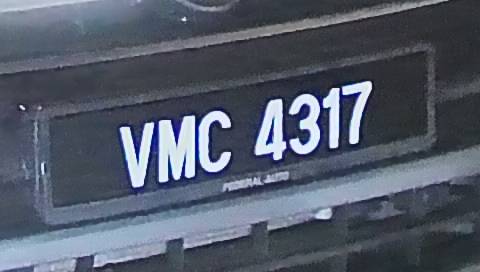 VMC 4317
FEDERAL AUTO